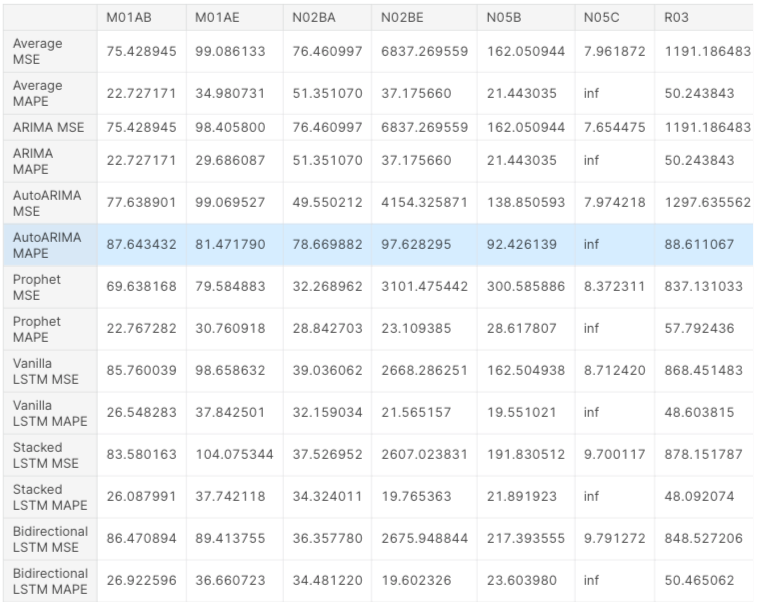 M01AB M01AE N02BA N02BE N05B N05C R03
Average
MSE 75.428945 99.086133 76.460997 6837.269559 162.050944 7.961872 1191.186483
Average
MAPE 22.727171 34.980731 51.351070 37.175660 21.443035 inf 50.243843
ARIMA MSE 75.428945 98.405800 76.460997 6837.269559 162.050944 7.654475 1191.186483
ARIMA
MAPE 22.727171 29.686087 51.351070 37.175660 21.443035 inf 50.243843
AutoARIMA
MSE 77.638901 99.069527 49.550212 4154.325871 138.850593 7.974218 1297.635562
AutoARIMA
MAPE 87.643432 81.471790 78.669882 97.628295 92.426139 inf 88.611067
Prophet
MSE 69.638168 79.584883 32.268962 3101.475442 300.585886 8.372311 837.131033
Prophet
MAPE 22.767282 30.760918 28.842703 23.109385 28.617807 inf 57.792436
Vanilla
LSTM MSE 85.760039 98.658632 39.036062 2668.286251 162.504938 8.712420 868.451483
Vanilla
LSTM MAPE 26.548283 37.842501 32.159034 21.565157 19.551021 inf 48.603815
Stacked
LSTM MSE 83.580163 104.075344 37.526952 2607.023831 191.830512 9.700117 878.151787
Stacked
LSTM MAPE 26.087991 37.742118 34.324011 19.765363 21.891923 inf 48.092074
Bidirectional
LSTM MSE 86.470894 89.413755 36.357780 2675.948844 217.393555 9.791272 848.527206
Bidirectional
LSTM MAPE 26.922596 36.660723 34.481220 19.602326 23.603980 inf 50.465062